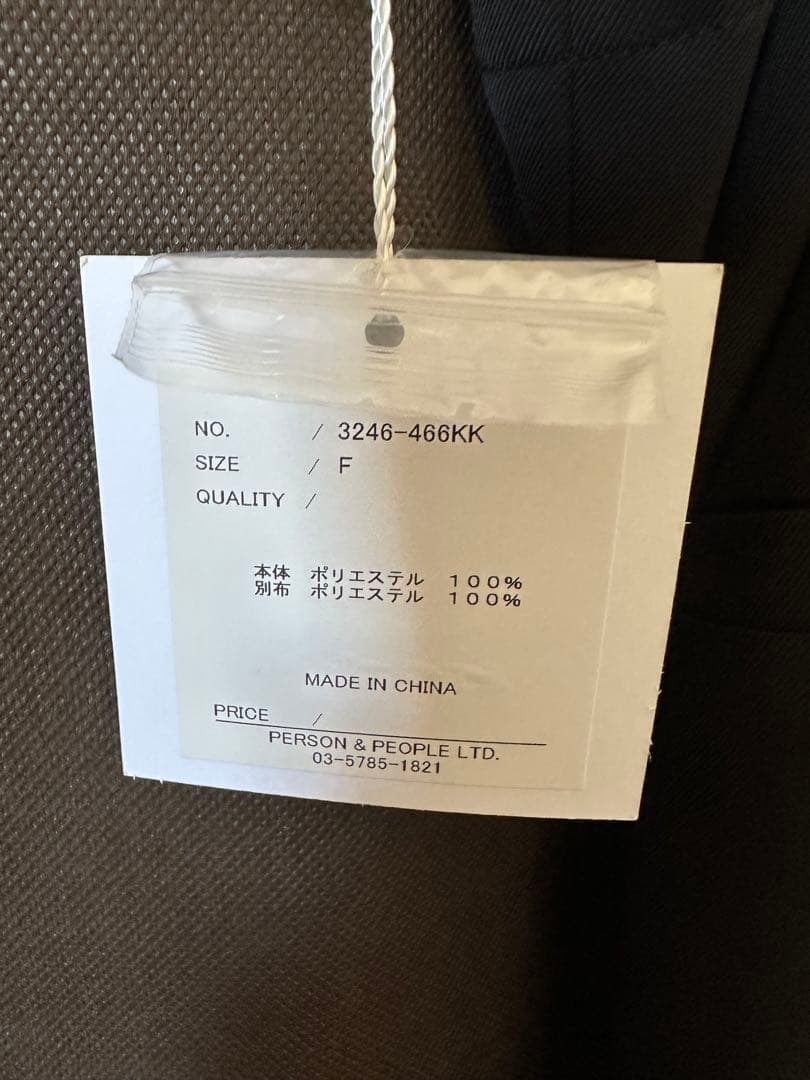 NO. / 3246-466KK
SIZE / F
QUALITY /
本体 ポリエステル 100%
別布 ポリエステル 100%
MADE IN CHINA
PRICE /
PERSON & PEOPLE LTD.
03-5785-1821